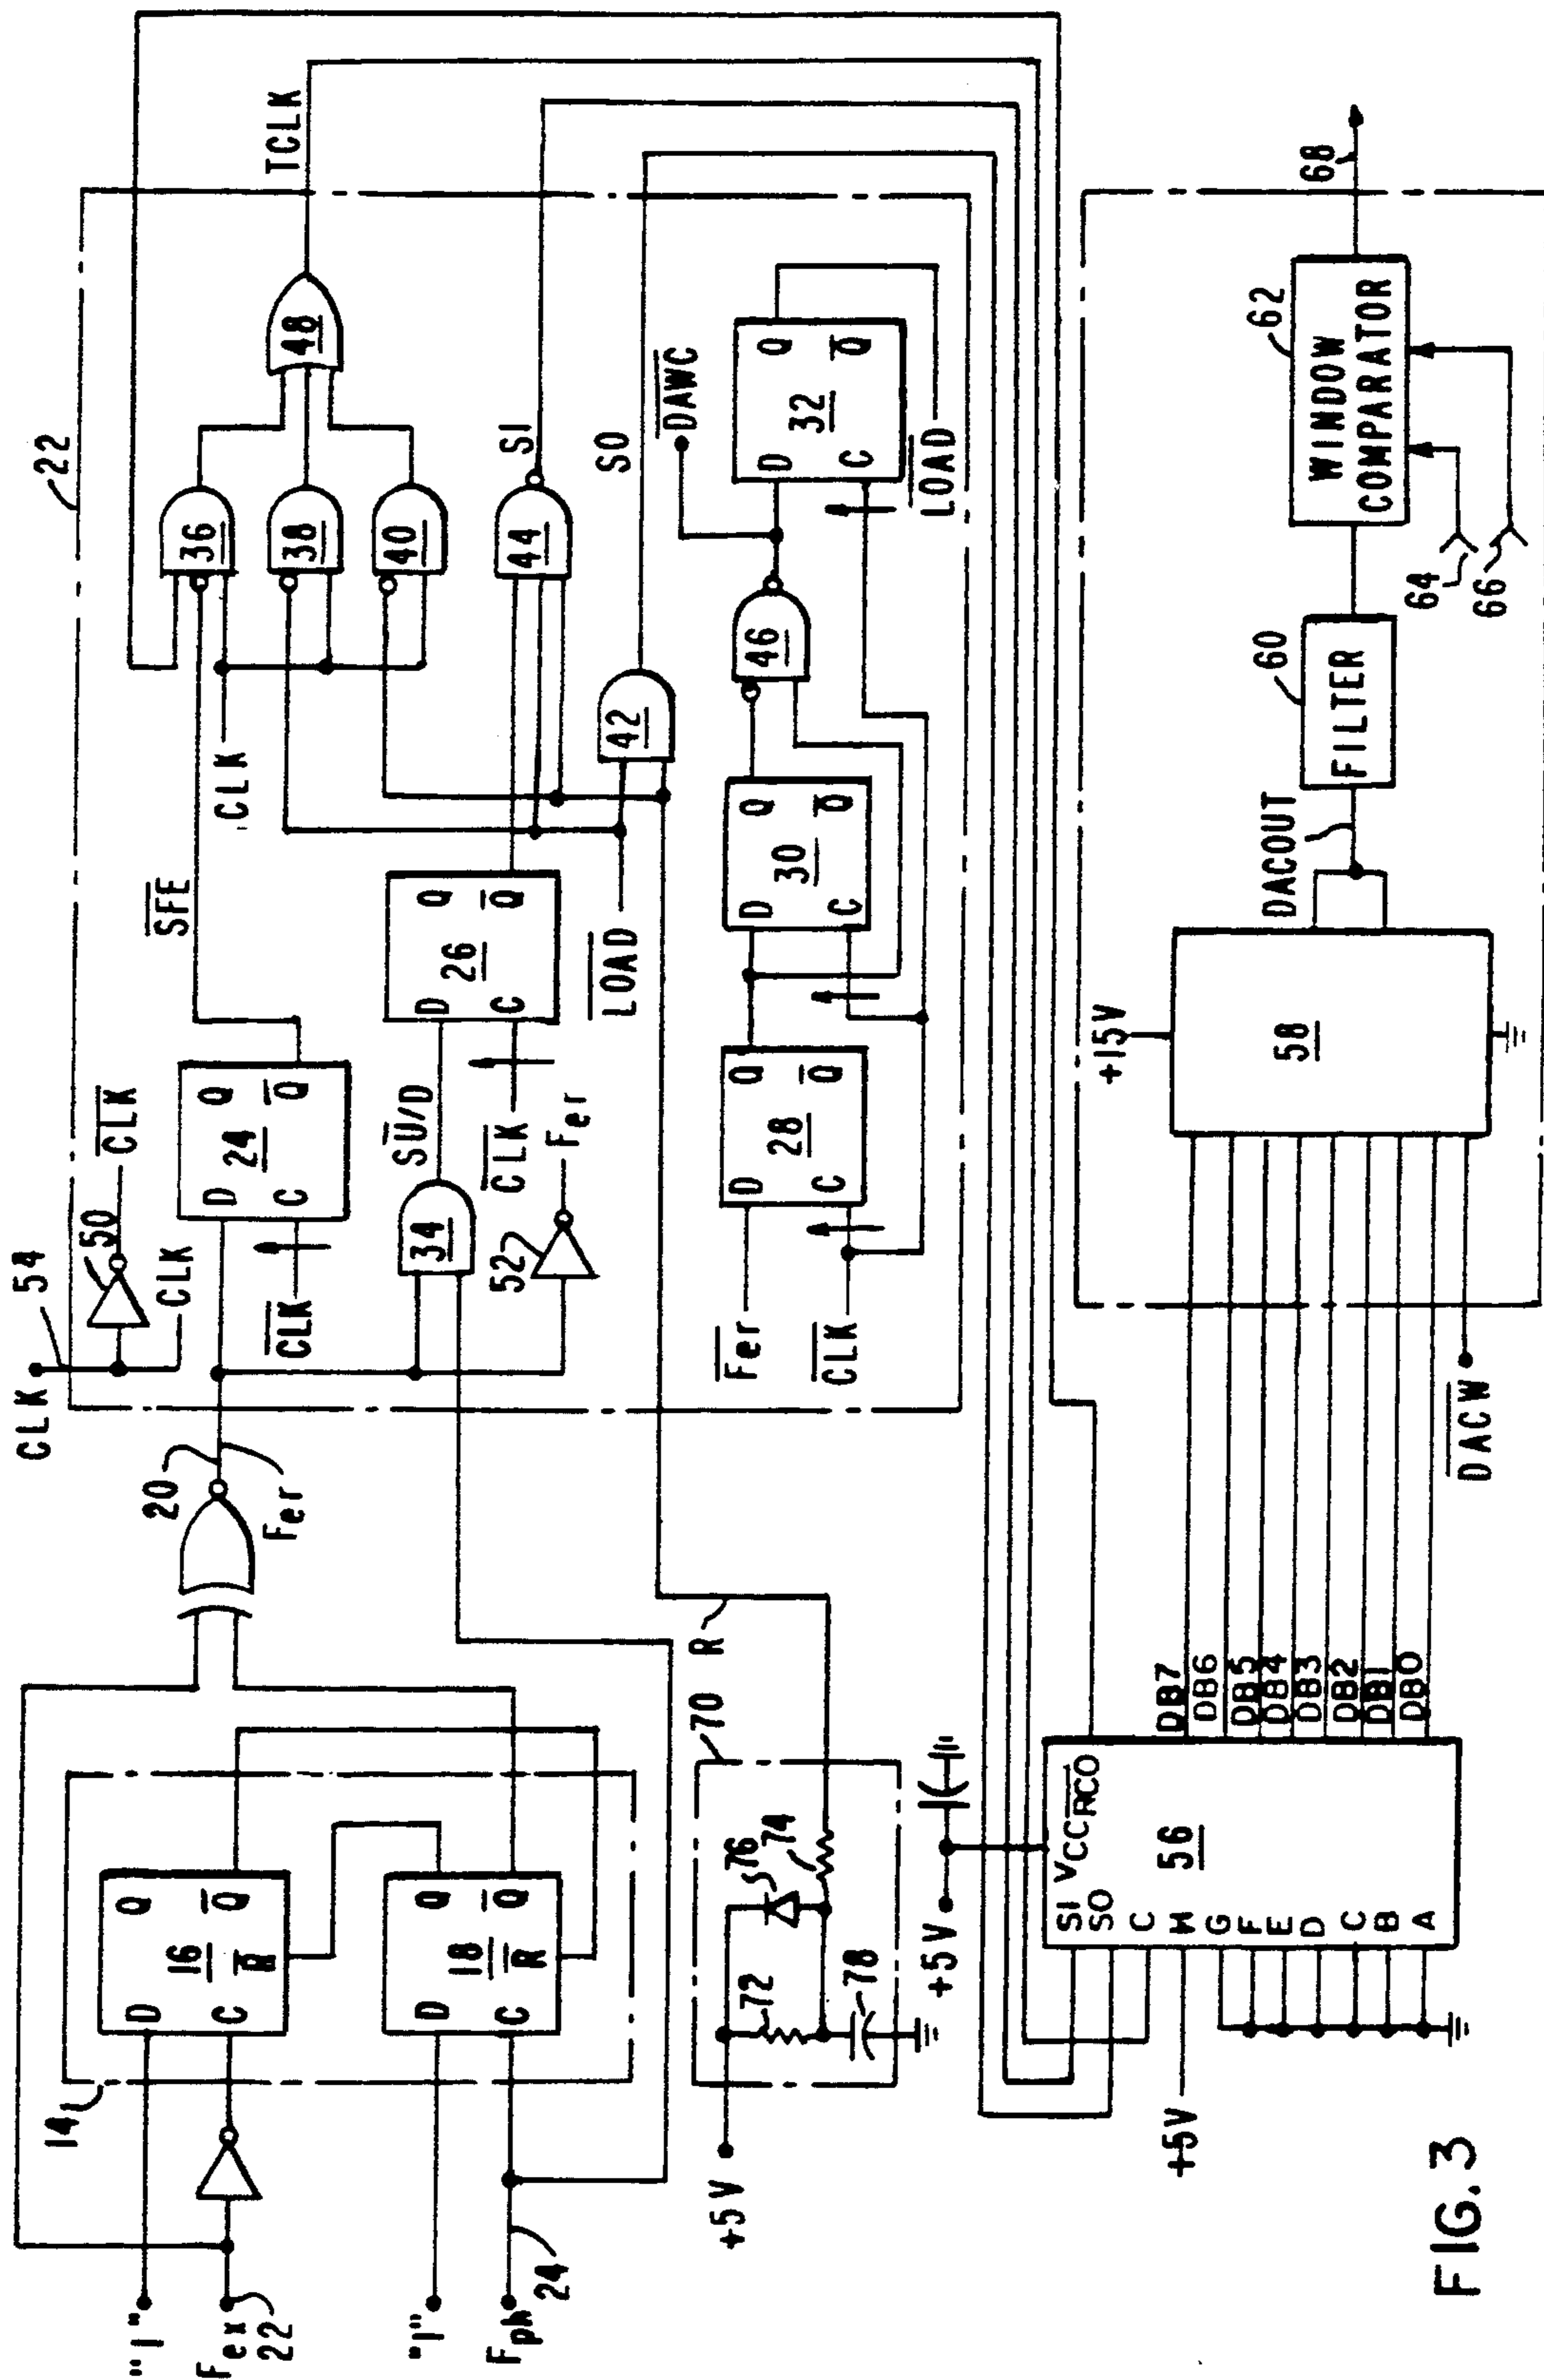 CLK
54
50
CLK
CLK
22
"1"
Fex
22
14
D
Q
16
C
R
Q
20
Fer
D
Q
24
C
Q
CLK
SFE
CLK
36
38
40
48
TCLK
"1"
Fph
24
D
Q
18
C
R
Q
34
SU/D
52
Fer
CLK
D
Q
26
C
Q
LOAD
44
SI
42
SO
R
Fer
CLK
D
Q
28
C
Q
D
Q
30
C
Q
46
DAWC
D
Q
32
C
Q
LOAD
+5V
70
72
76
74
78
+5V
SI
SO
C
M
G
F
E
D
C
B
A
VCC
RCO
56
+5V
DB7
DB6
DB5
DB4
DB3
DB2
DB1
DB0
DACW
+15V
58
DACOUT
60
FILTER
62
WINDOW
COMPARATOR
64
66
68
FIG. 3